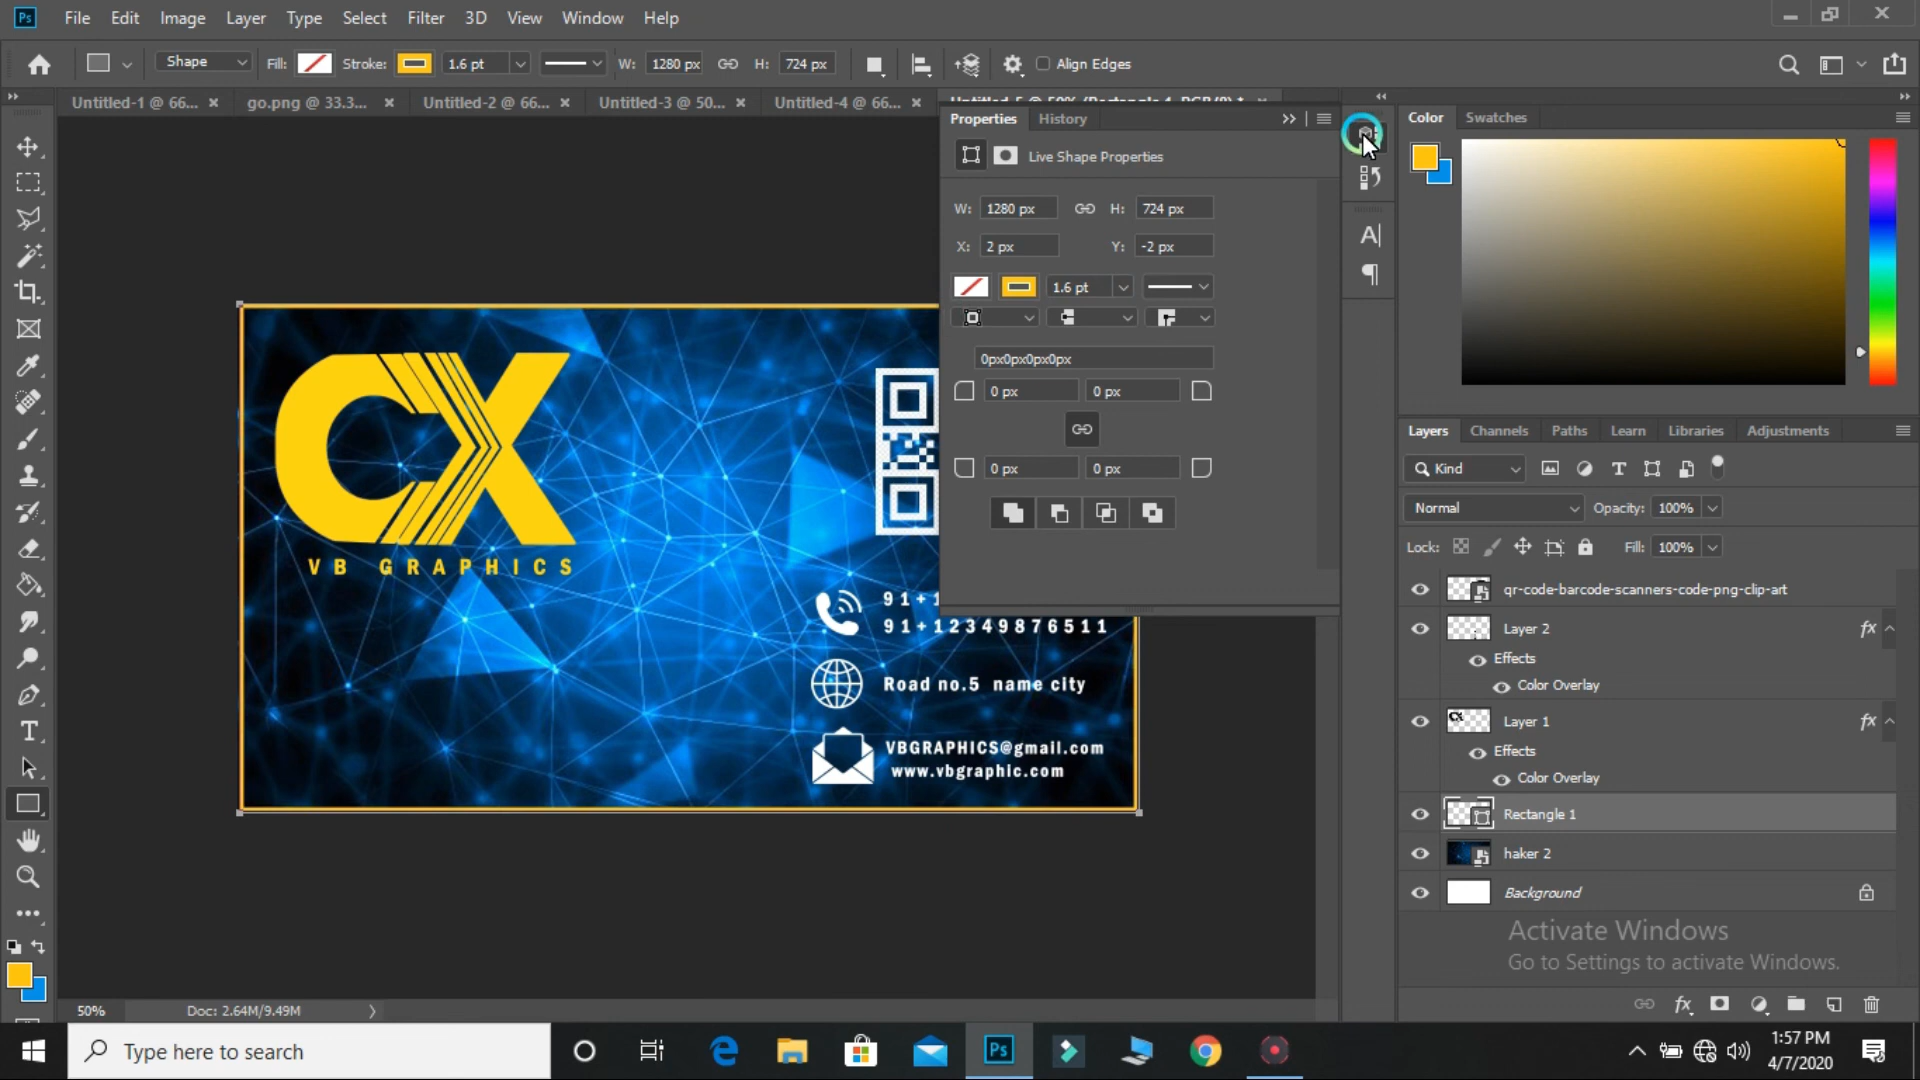 Ps File Edit Image Layer Type Select Filter 3D View Window Help
Shape Fill: Stroke: 1.6 pt W: 1280 px H: 724 px Align Edges
Untitled-1 @ 66... × go.png @ 33.3... × Untitled-2 @ 66... × Untitled-3 @ 50... × Untitled-4 @ 66... × Untitled-5 @ 50% (Rectangle 1, RGB/8) * ×
Properties History
Live Shape Properties
W: 1280 px H: 724 px
X: 2 px Y: -2 px
1.6 pt
0px0px0px0px
0 px 0 px
0 px 0 px
CX
VB GRAPHICS
91+1
91+12349876511
Road no.5 name city
VBGRAPHICS@gmail.com
www.vbgraphic.com
Color Swatches
Layers Channels Paths Learn Libraries Adjustments
Kind
Normal Opacity: 100%
Lock: Fill: 100%
qr-code-barcode-scanners-code-png-clip-art
Layer 2 fx
Effects
Color Overlay
Layer 1 fx
Effects
Color Overlay
Rectangle 1
haker 2
Background
Activate Windows
Go to Settings to activate Windows.
50% Doc: 2.64M/9.49M
Type here to search
Ps
1:57 PM
4/7/2020